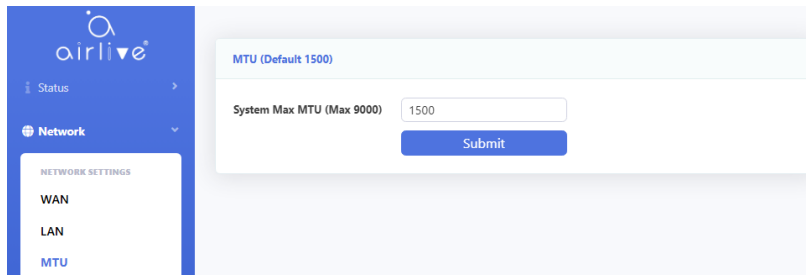 airlive®
Status
Network
NETWORK SETTINGS
WAN
LAN
MTU
MTU (Default 1500)
System Max MTU (Max 9000) 1500
Submit